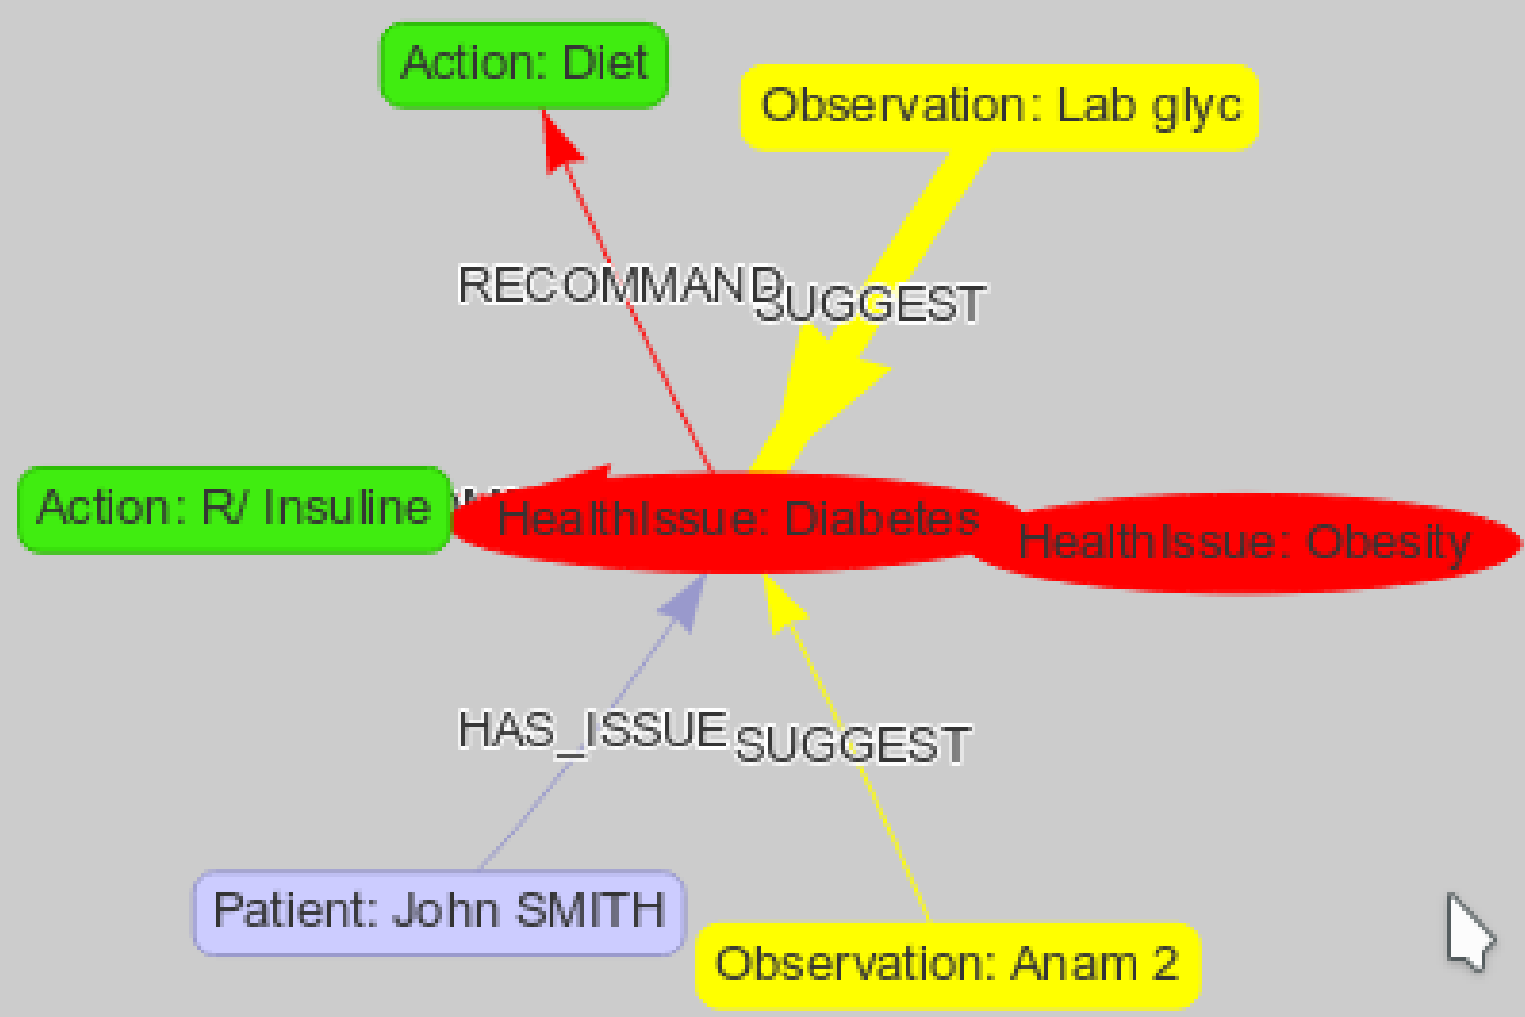 Action: Diet
Observation: Lab glyc
RECOMMAND
SUGGEST
Action: R/ Insuline
HealthIssue: Diabetes
HealthIssue: Obesity
HAS_ISSUE
SUGGEST
Patient: John SMITH
Observation: Anam 2